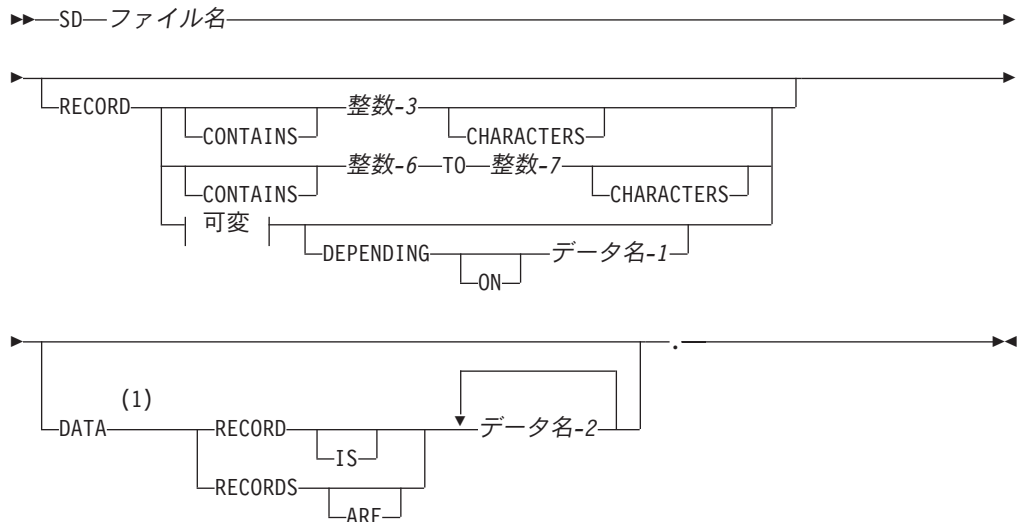 SD ファイル名
RECORD CONTAINS 整数-3 CHARACTERS
CONTAINS 整数-6 TO 整数-7 CHARACTERS
可変 DEPENDING ON データ名-1
.
DATA (1) RECORD IS データ名-2
RECORDS ARE